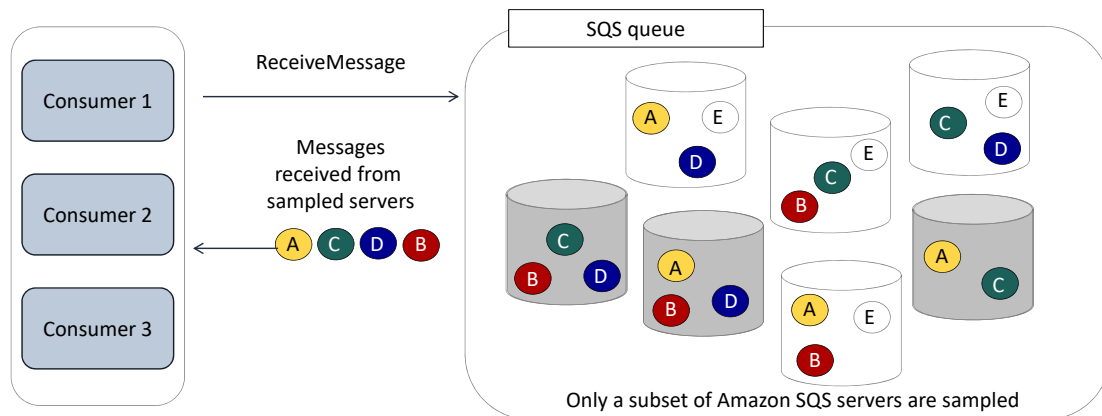 SQS queue
ReceiveMessage
Consumer 1
Consumer 2
Consumer 3
Messages
received from
sampled servers
A C D B
A E
D
C E
D
E
C
B
C
B D
A
B D
A
C
A E
B
Only a subset of Amazon SQS servers are sampled